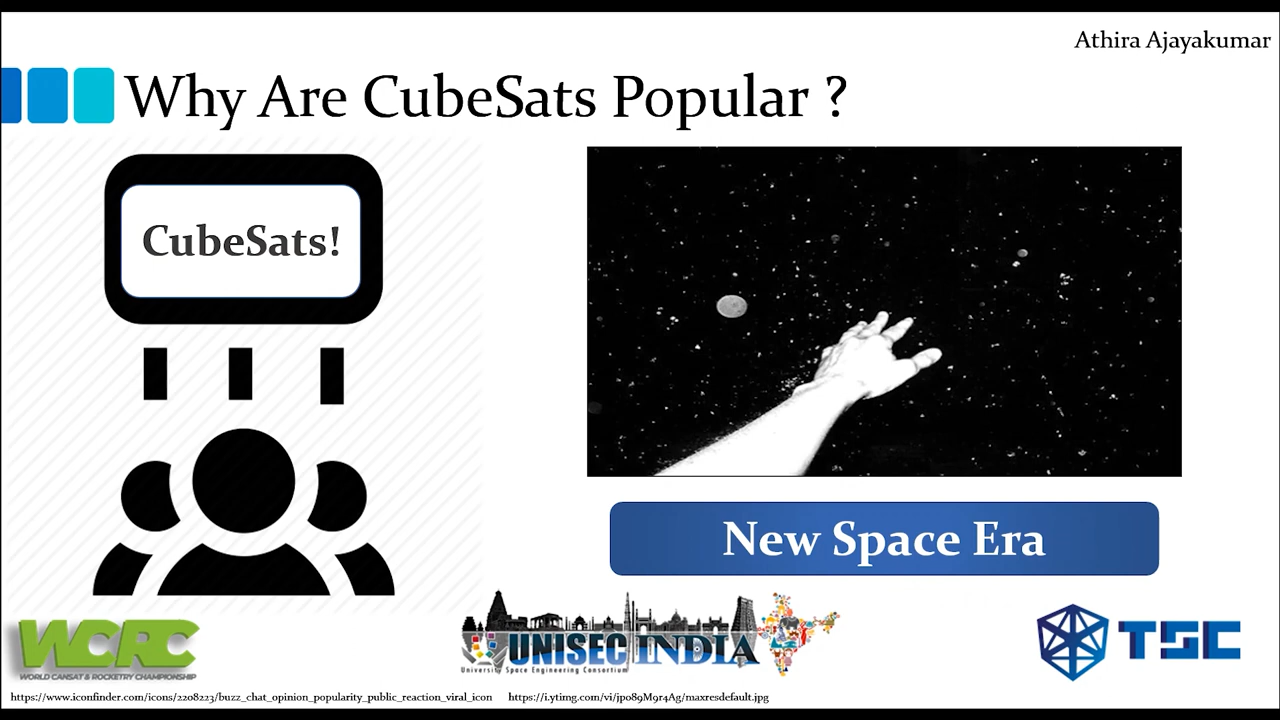 Athira Ajayakumar
Why Are CubeSats Popular ?
CubeSats!
New Space Era
WCRC
WORLD CANSAT & ROCKETRY CHAMPIONSHIP
UNISEC INDIA
University Space Engineering Consortium
TSC
https://www.iconfinder.com/icons/2208223/buzz_chat_opinion_popularity_public_reaction_viral_icon https://i.ytimg.com/vi/jp089M9r4Ag/maxresdefault.jpg